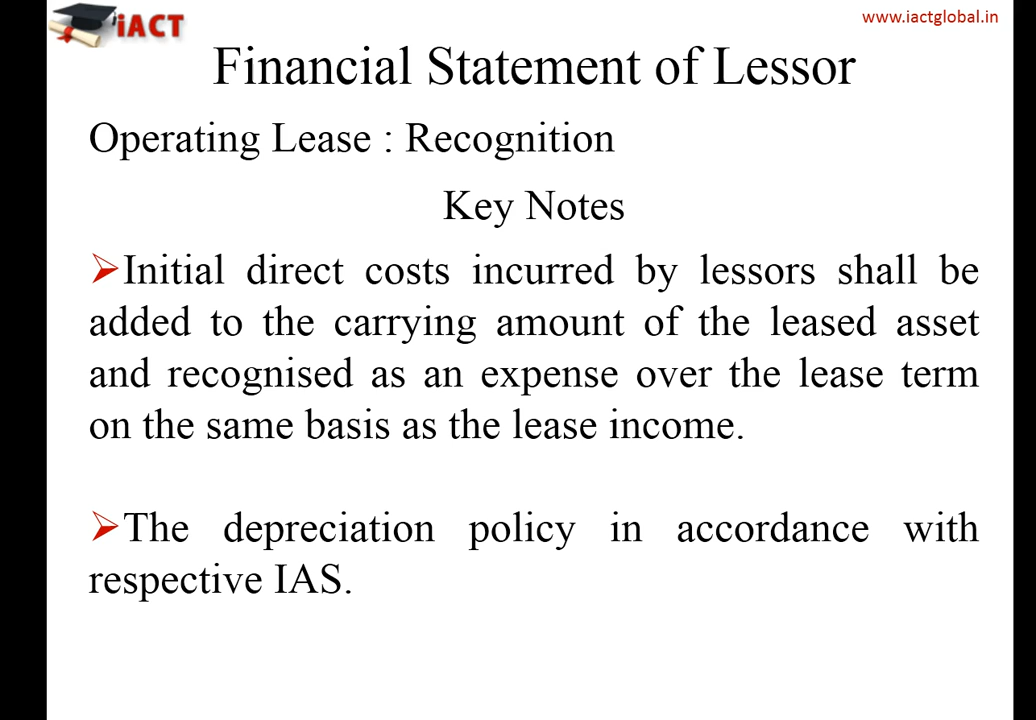 iACT
www.iactglobal.in
Financial Statement of Lessor
Operating Lease : Recognition
Key Notes
➢Initial direct costs incurred by lessors shall be
added to the carrying amount of the leased asset
and recognised as an expense over the lease term
on the same basis as the lease income.
➢The depreciation policy in accordance with
respective IAS.